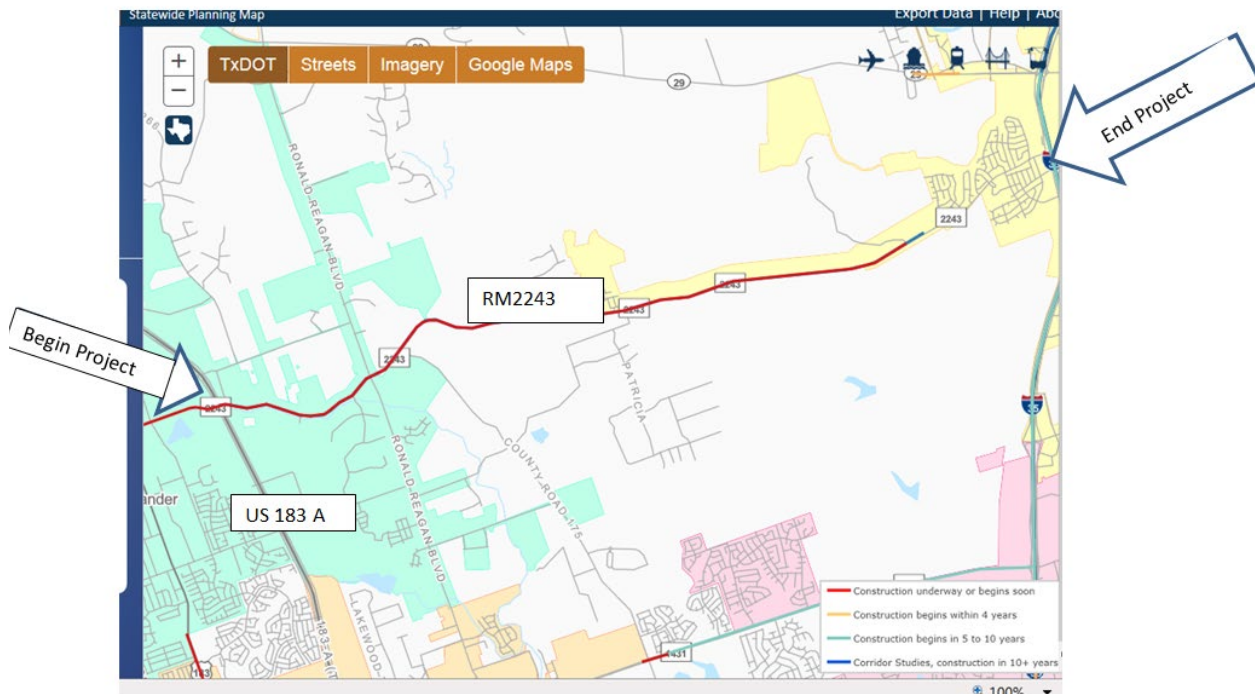 Statewide Planning Map
Export Data | Help | Abo
TxDOT
Streets
Imagery
Google Maps
+
−
29
29
End Project
RONALD REAGAN BLVD
2243
RM2243
2243
2243
Begin Project
2243
2243
PATRICIA
35
RONALD REAGAN BLVD
COUNTY ROAD 175
ander
US 183 A
183-A
LAKEWOOD
183
1431
Construction underway or begins soon
Construction begins within 4 years
Construction begins in 5 to 10 years
Corridor Studies, construction in 10+ years
100%